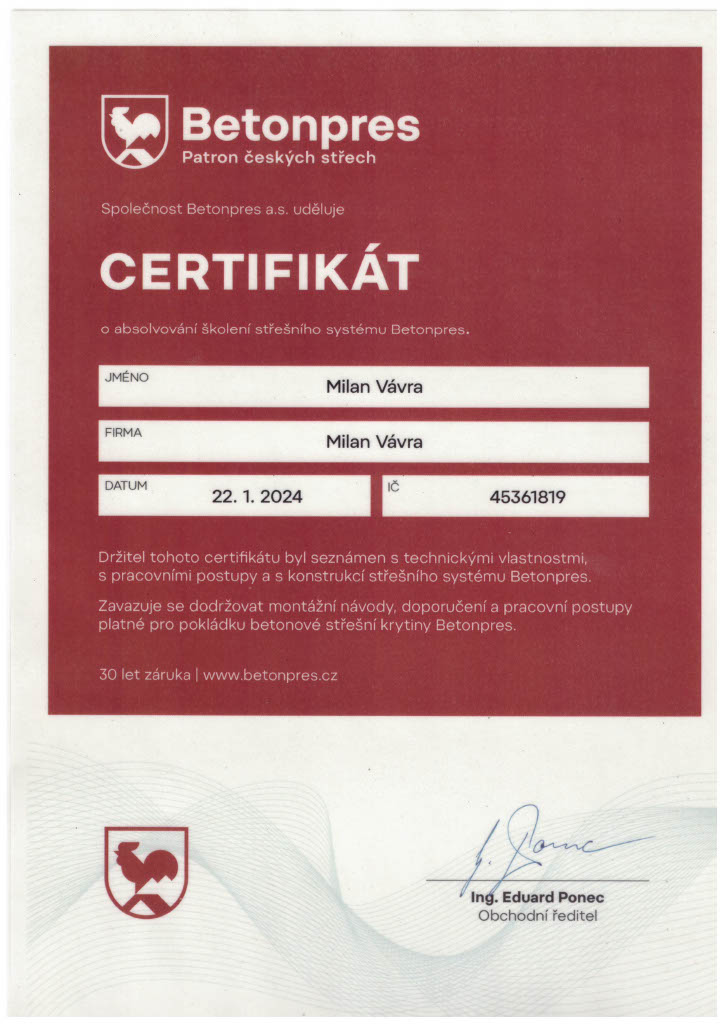 Betonpres
Patron českých střech
Společnost Betonpres a.s. uděluje
CERTIFIKÁT
o absolvování školení střešního systému Betonpres.
JMÉNO
Milan Vávra
FIRMA
Milan Vávra
DATUM
22. 1. 2024
IČ
45361819
Držitel tohoto certifikátu byl seznámen s technickými vlastnostmi,
s pracovními postupy a s konstrukcí střešního systému Betonpres.
Zavazuje se dodržovat montážní návody, doporučení a pracovní postupy
platné pro pokládku betonové střešní krytiny Betonpres.
30 let záruka | www.betonpres.cz
Ing. Eduard Ponec
Obchodní ředitel